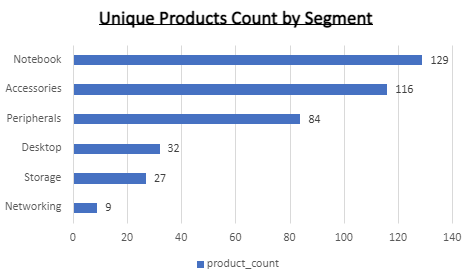 Unique Products Count by Segment
Notebook 129
Accessories 116
Peripherals 84
Desktop 32
Storage 27
Networking 9
0 20 40 60 80 100 120 140
product_count